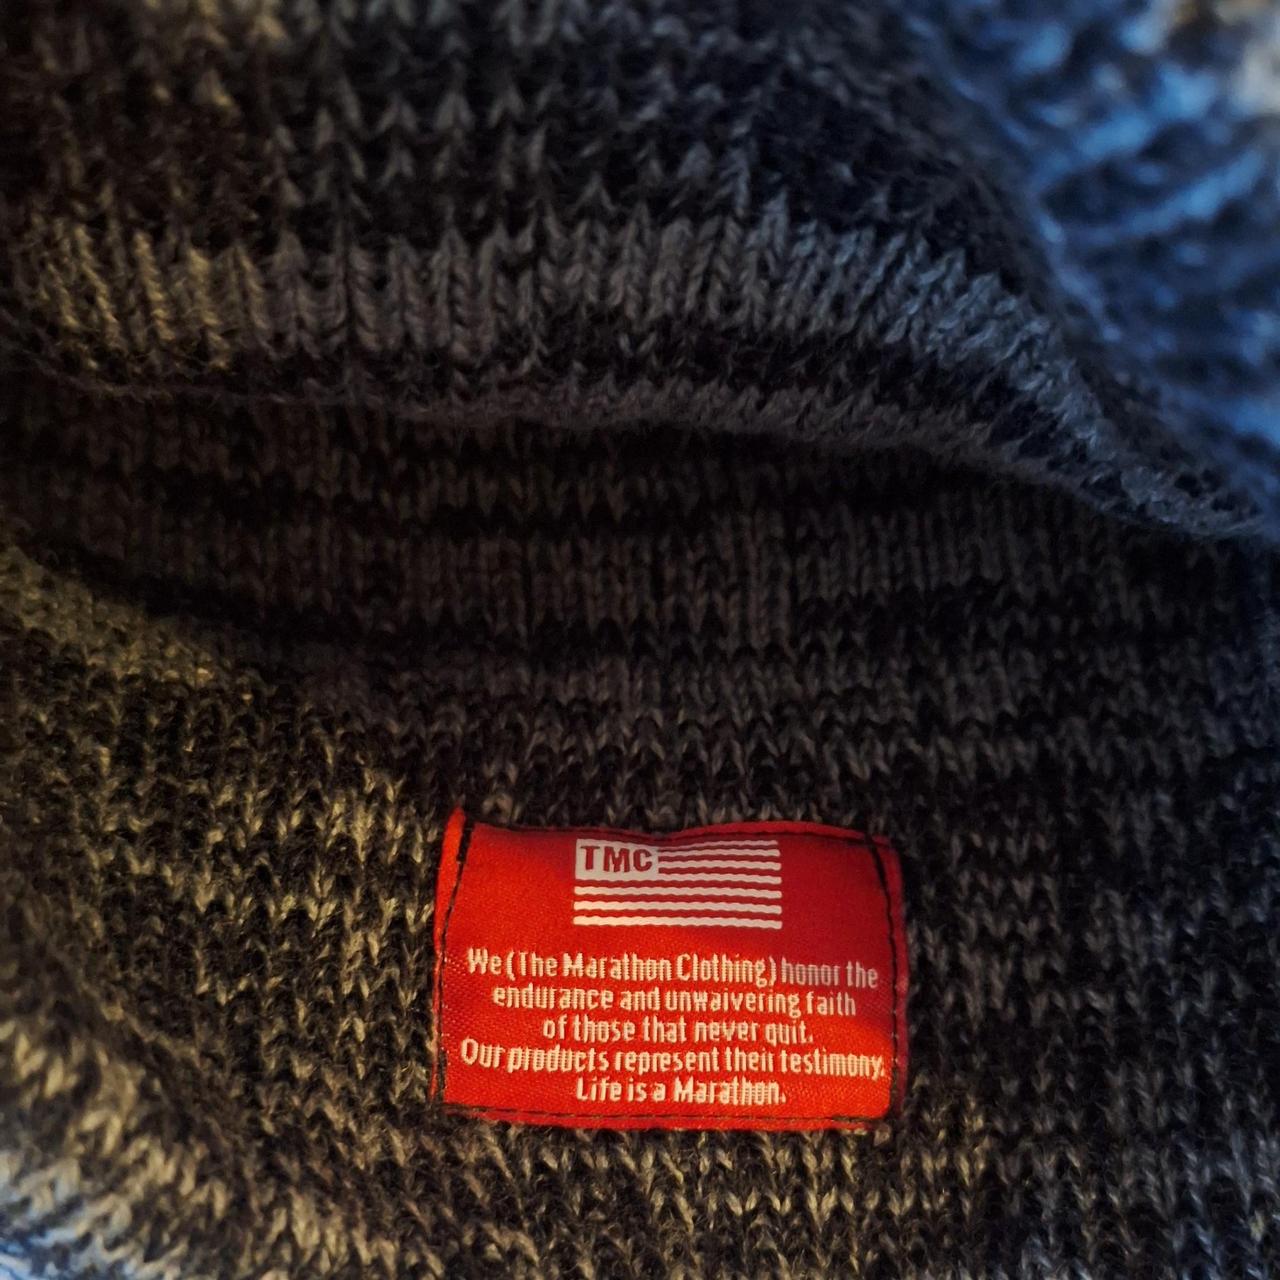 TMC
We (The Marathon Clothing) honor the
endurance and unwaivering faith
of those that never quit.
Our products represent their testimony.
Life is a Marathon.